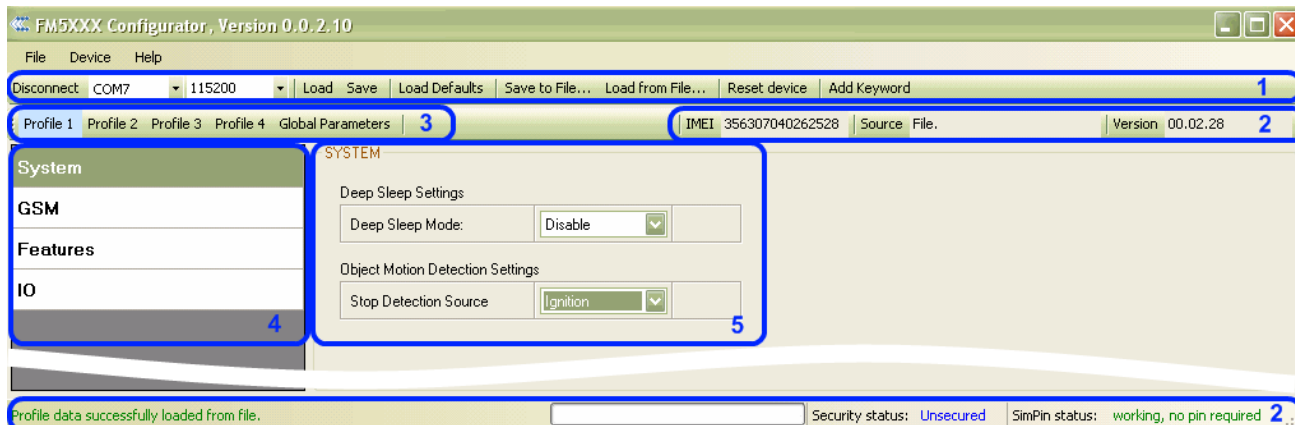 FM5XXX Configurator, Version 0.0.2.10
File Device Help
Disconnect COM7 115200 Load Save Load Defaults Save to File... Load from File... Reset device Add Keyword 1
Profile 1 Profile 2 Profile 3 Profile 4 Global Parameters 3 IMEI 356307040262528 Source File. Version 00.02.28 2
System
GSM
Features
IO
4
SYSTEM
Deep Sleep Settings
Deep Sleep Mode: Disable
Object Motion Detection Settings
Stop Detection Source Ignition
5
Profile data successfully loaded from file. Security status: Unsecured SimPin status: working, no pin required 2